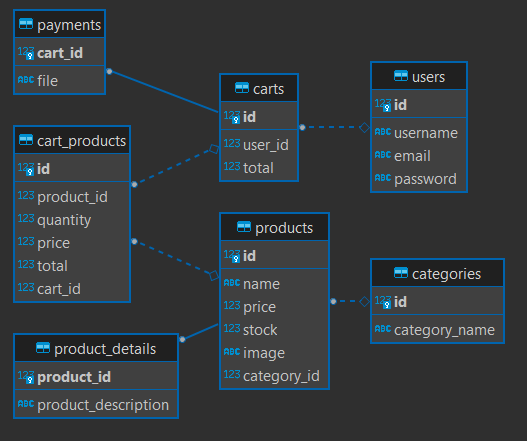 payments
123 cart_id
ABC file
carts
123 id
123 user_id
123 total
users
123 id
ABC username
ABC email
ABC password
cart_products
123 id
123 product_id
123 quantity
123 price
123 total
123 cart_id
products
123 id
ABC name
123 price
123 stock
ABC image
123 category_id
categories
123 id
ABC category_name
product_details
123 product_id
ABC product_description